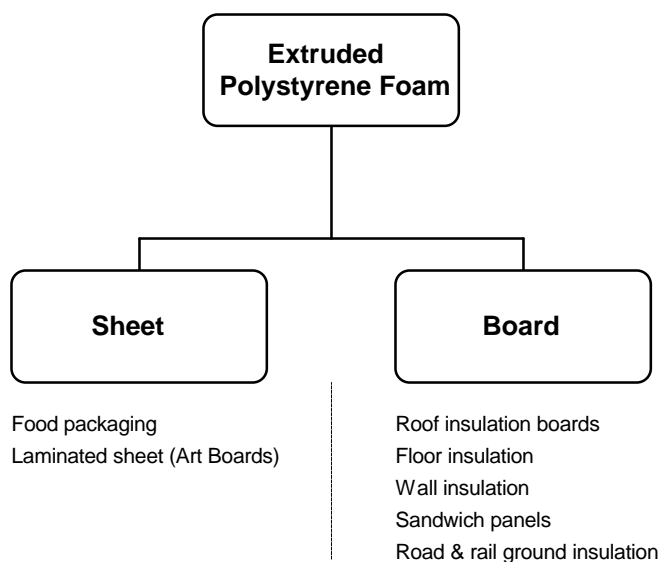 Extruded
Polystyrene Foam
Sheet
Board
Food packaging
Laminated sheet (Art Boards)
Roof insulation boards
Floor insulation
Wall insulation
Sandwich panels
Road & rail ground insulation